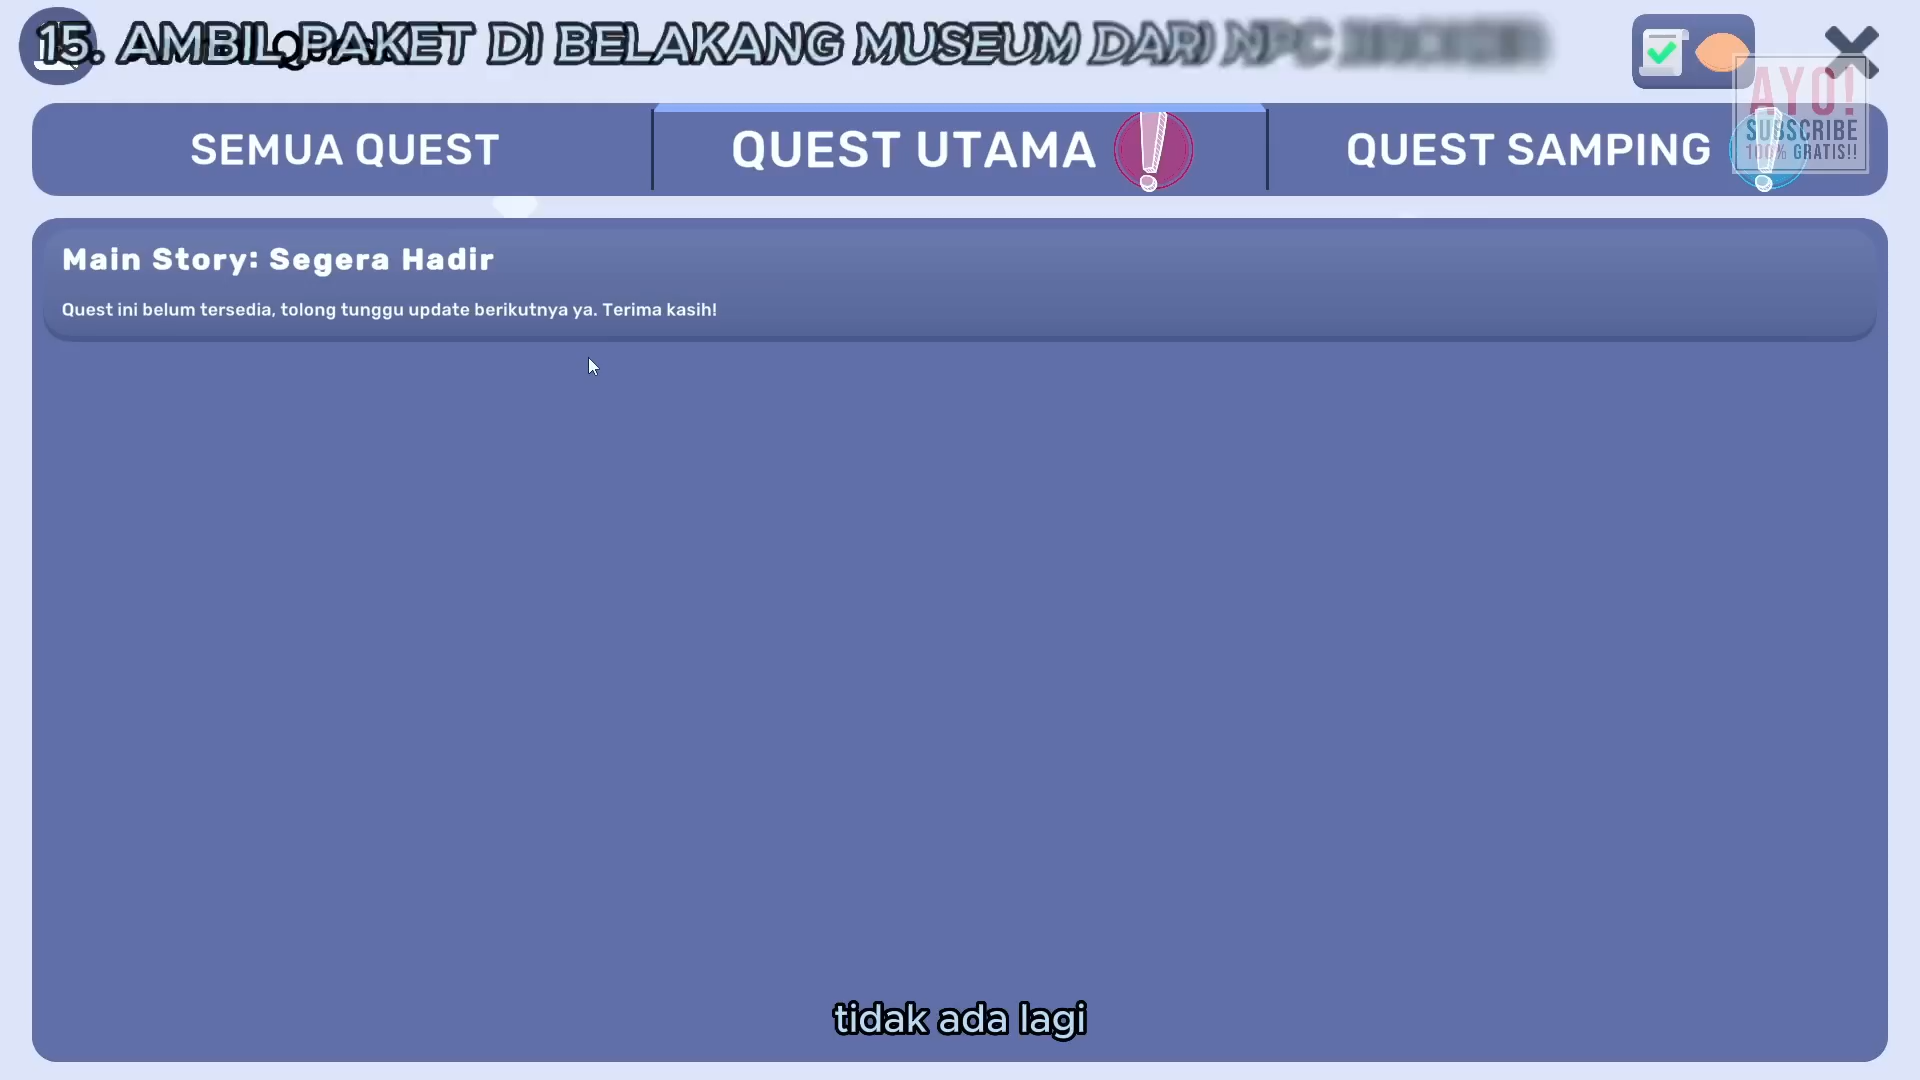 15. AMBIL PAKET DI BELAKANG MUSEUM DARI NPC
AYO!
SUBSCRIBE
100% GRATIS!!
SEMUA QUEST
QUEST UTAMA
QUEST SAMPING
Main Story: Segera Hadir
Quest ini belum tersedia, tolong tunggu update berikutnya ya. Terima kasih!
tidak ada lagi